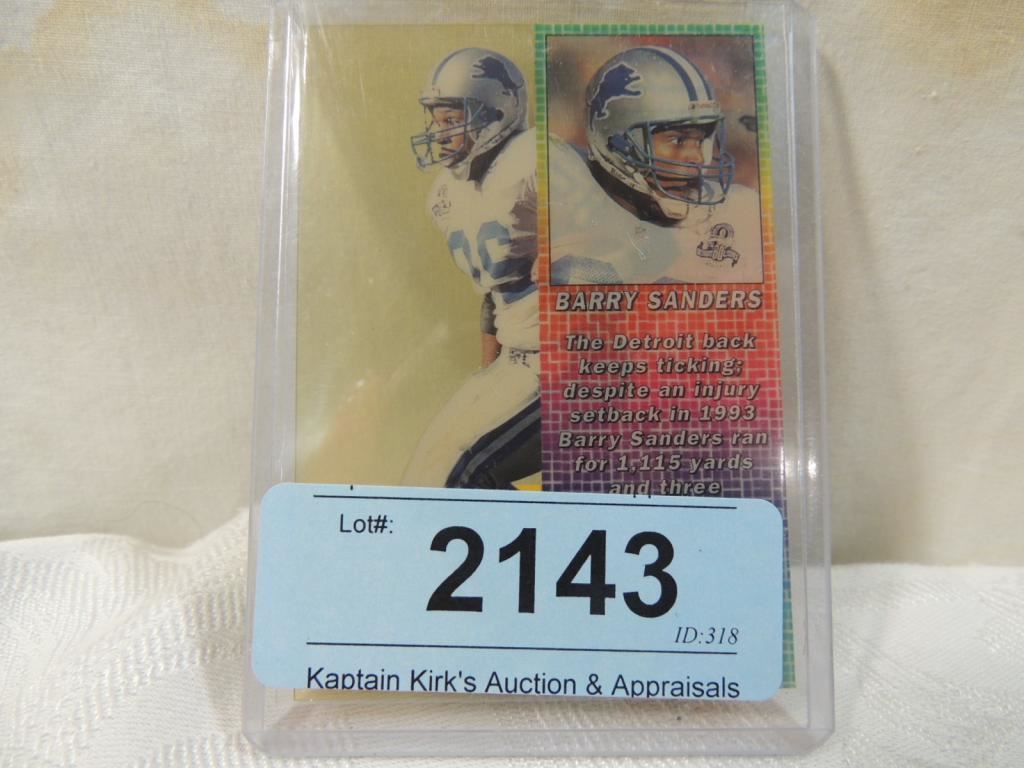 BARRY SANDERS
The Detroit back
keeps ticking;
despite an injury
setback in 1993
Barry Sanders ran
for 1,115 yards
and three
Lot#:
2143
ID:318
Kaptain Kirk's Auction & Appraisals